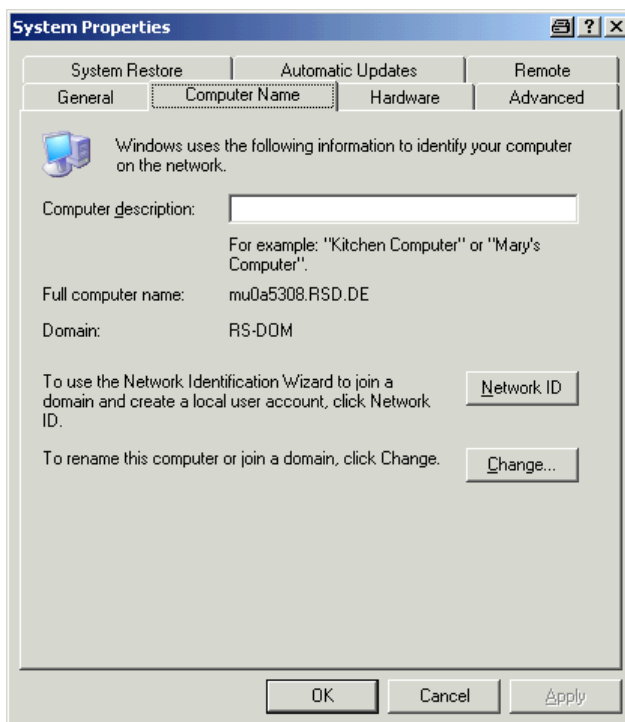 System Properties
System Restore
Automatic Updates
Remote
General
Computer Name
Hardware
Advanced
Windows uses the following information to identify your computer
on the network.
Computer description:
For example: "Kitchen Computer" or "Mary's
Computer".
Full computer name: mu0a5308.RSD.DE
Domain: RS-DOM
To use the Network Identification Wizard to join a
domain and create a local user account, click Network
ID.
Network ID
To rename this computer or join a domain, click Change.
Change...
OK
Cancel
Apply